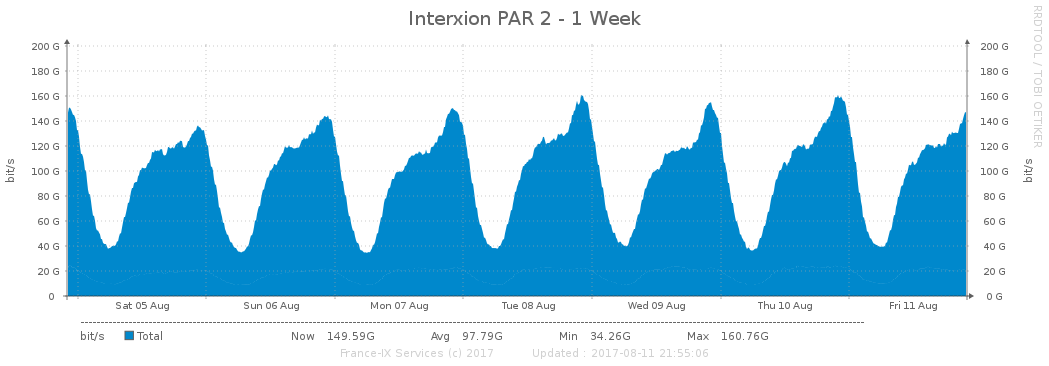 Interxion PAR 2 - 1 Week
RRDTOOL / TOBI OETIKER
200 G 200 G
180 G 180 G
160 G 160 G
140 G 140 G
120 G 120 G
100 G 100 G
80 G 80 G
60 G 60 G
40 G 40 G
20 G 20 G
0 0 G
bit/s
bit/s
Sat 05 Aug Sun 06 Aug Mon 07 Aug Tue 08 Aug Wed 09 Aug Thu 10 Aug Fri 11 Aug
bit/s Total Now 149.59G Avg 97.79G Min 34.26G Max 160.76G
France-IX Services (c) 2017 Updated : 2017-08-11 21:55:06